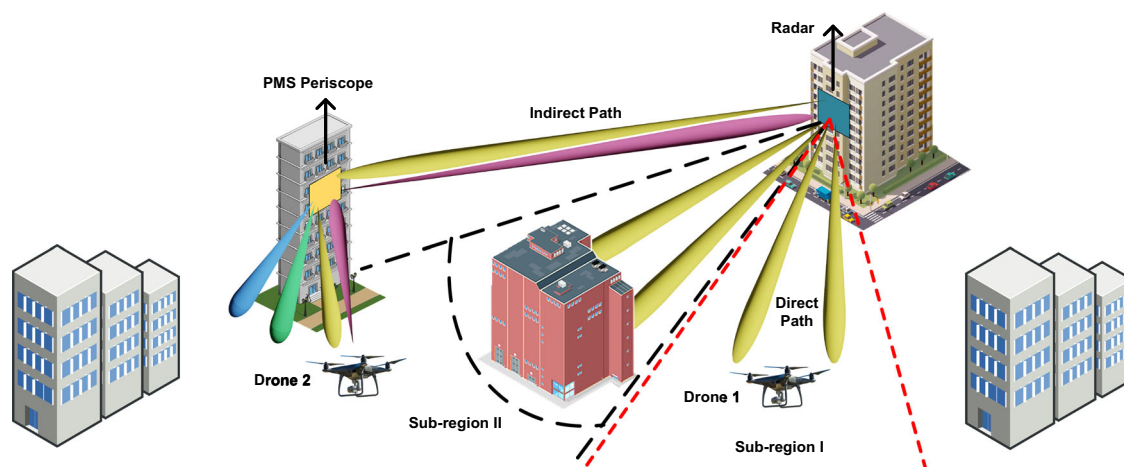 Radar
PMS Periscope
Indirect Path
Direct
Path
Drone 2
Drone 1
Sub-region II
Sub-region I